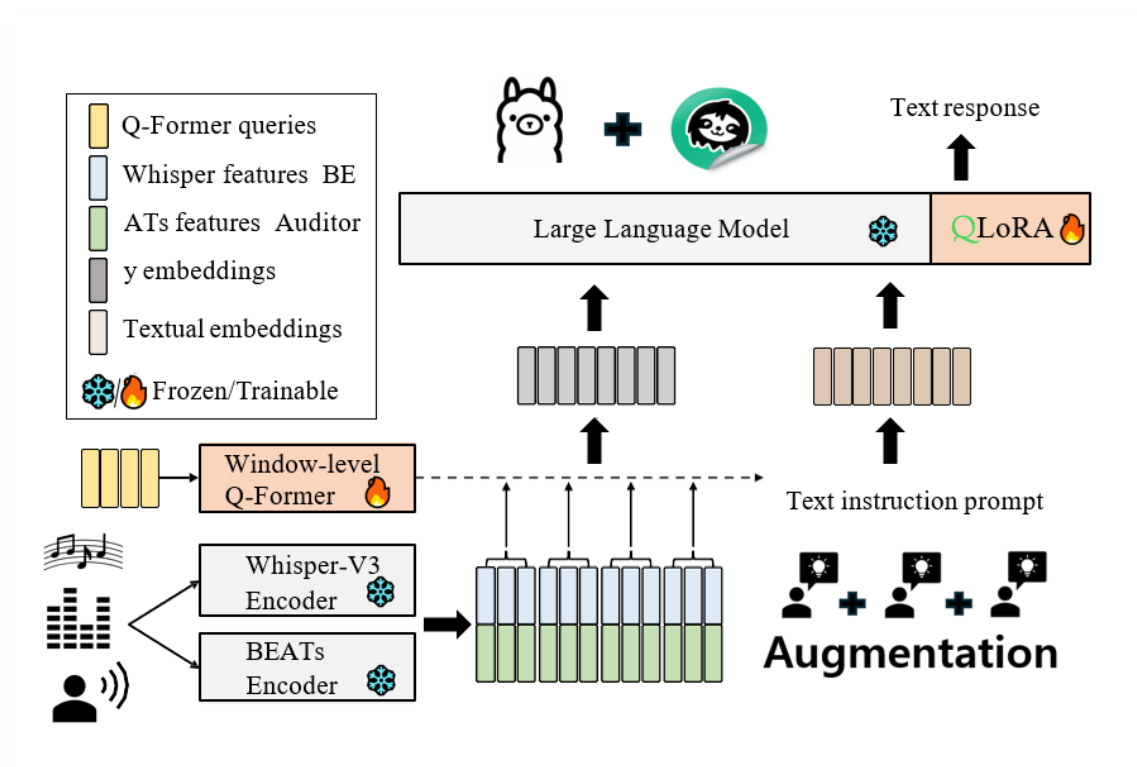 Q-Former queries
Whisper features BE
ATs features Auditor
y embeddings
Textual embeddings
/ Frozen/Trainable
Text response
Large Language Model
QLoRA
Window-level
Q-Former
Text instruction prompt
Whisper-V3
Encoder
BEATs
Encoder
Augmentation